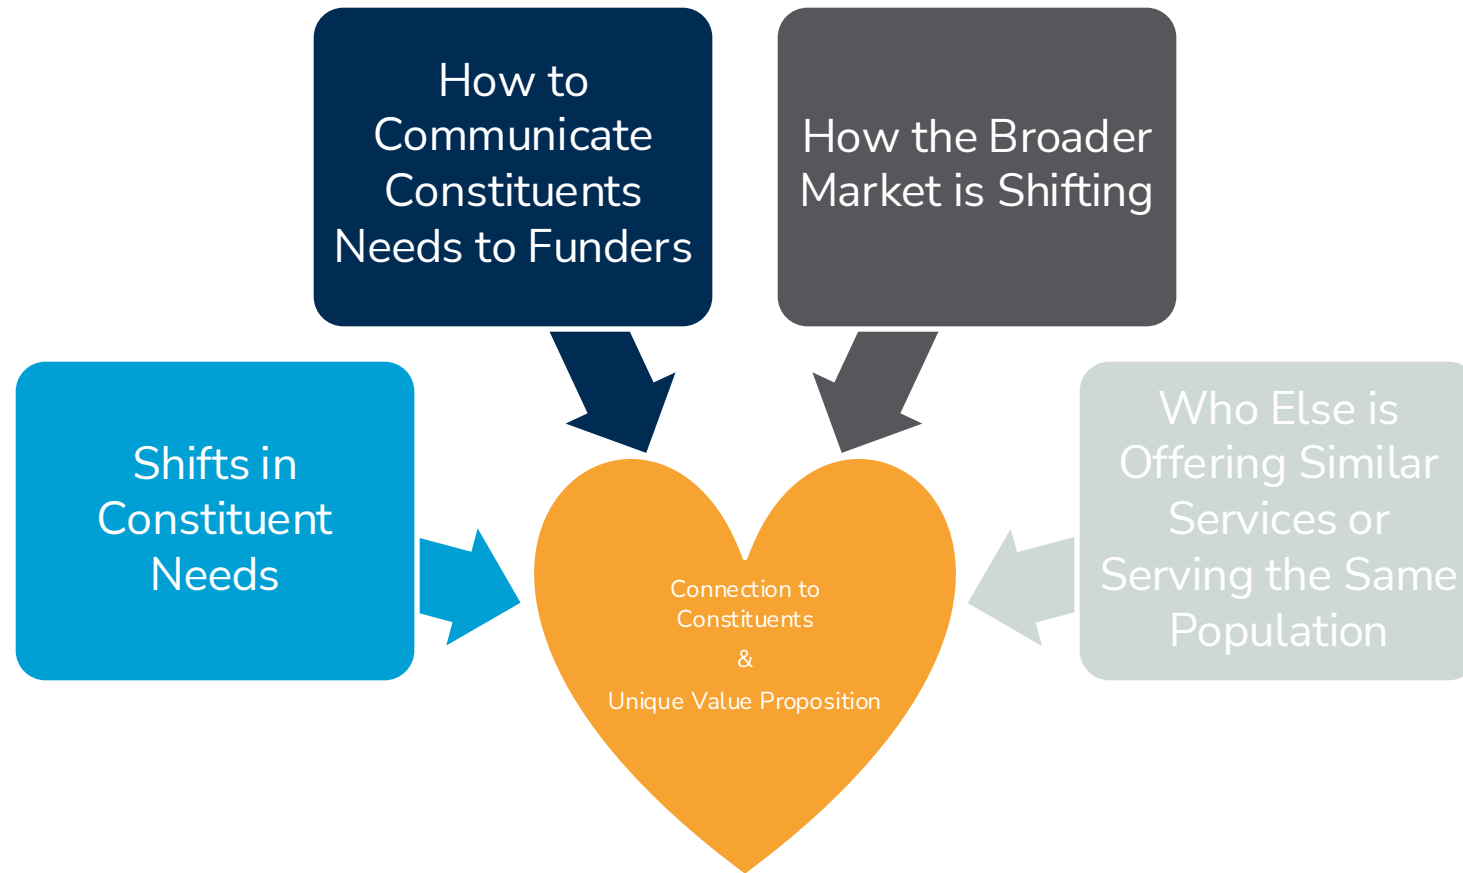 How to
Communicate
Constituents
Needs to Funders
How the Broader
Market is Shifting
Shifts in
Constituent
Needs
Who Else is
Offering Similar
Services or
Serving the Same
Population
Connection to
Constituents
&
Unique Value Proposition